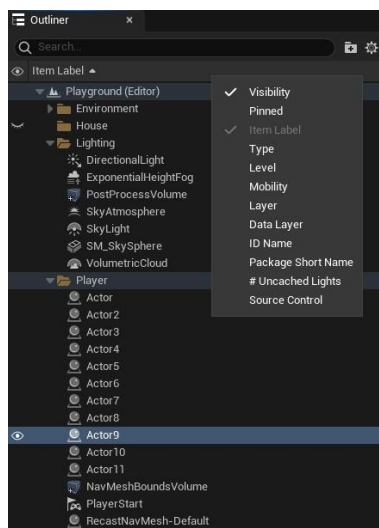 Outliner
Search...
Item Label
Playground (Editor)
Environment
House
Lighting
DirectionalLight
ExponentialHeightFog
PostProcessVolume
SkyAtmosphere
SkyLight
SM_SkySphere
VolumetricCloud
Player
Actor
Actor2
Actor3
Actor4
Actor5
Actor6
Actor7
Actor8
Actor9
Actor10
Actor11
NavMeshBoundsVolume
PlayerStart
RecastNavMesh-Default
Visibility
Pinned
Item Label
Type
Level
Mobility
Layer
Data Layer
ID Name
Package Short Name
# Uncached Lights
Source Control